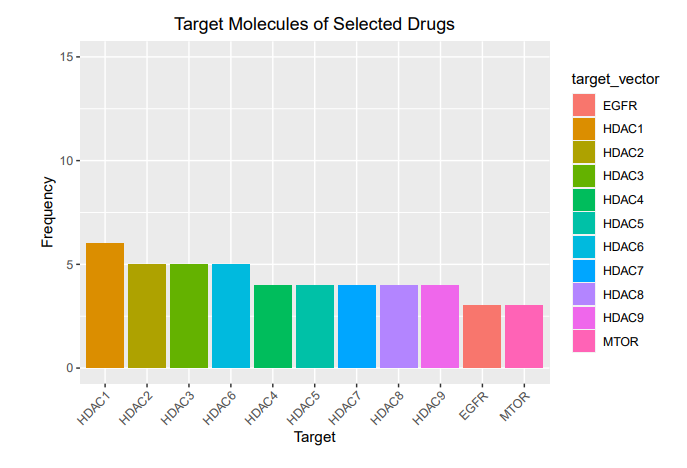 Target Molecules of Selected Drugs
Frequency
15
10
5
0
HDAC1
HDAC2
HDAC3
HDAC6
HDAC4
HDAC5
HDAC7
HDAC8
HDAC9
EGFR
MTOR
Target
target_vector
EGFR
HDAC1
HDAC2
HDAC3
HDAC4
HDAC5
HDAC6
HDAC7
HDAC8
HDAC9
MTOR